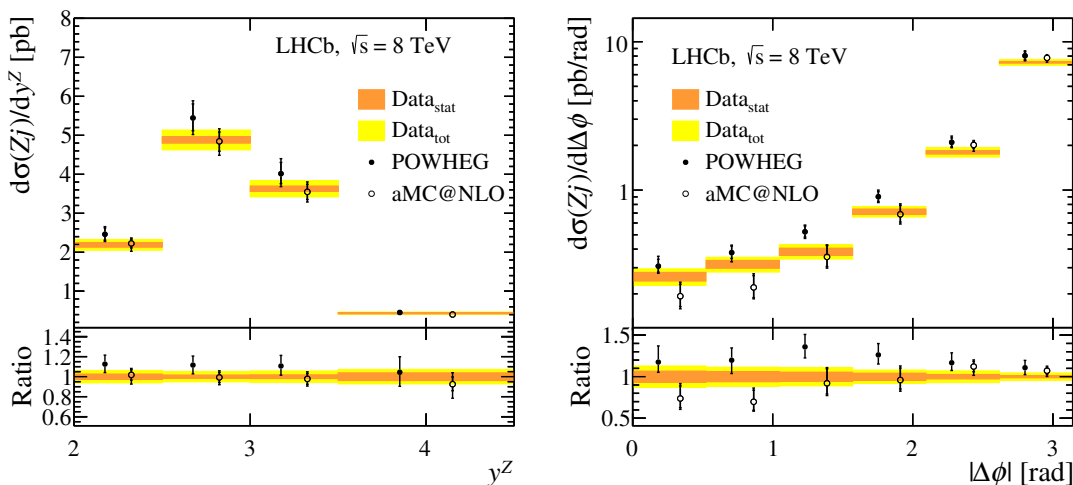 dσ(Zj)/dy^Z [pb]
8
7
6
5
4
3
2
1
LHCb, √s = 8 TeV
Data_stat
Data_tot
POWHEG
aMC@NLO
Ratio
1.4
1.2
1
0.8
0.6
2 3 4
y^Z
dσ(Zj)/d|Δϕ| [pb/rad]
10
1
LHCb, √s = 8 TeV
Data_stat
Data_tot
POWHEG
aMC@NLO
Ratio
1.5
1
0.5
0 1 2 3
|Δϕ| [rad]